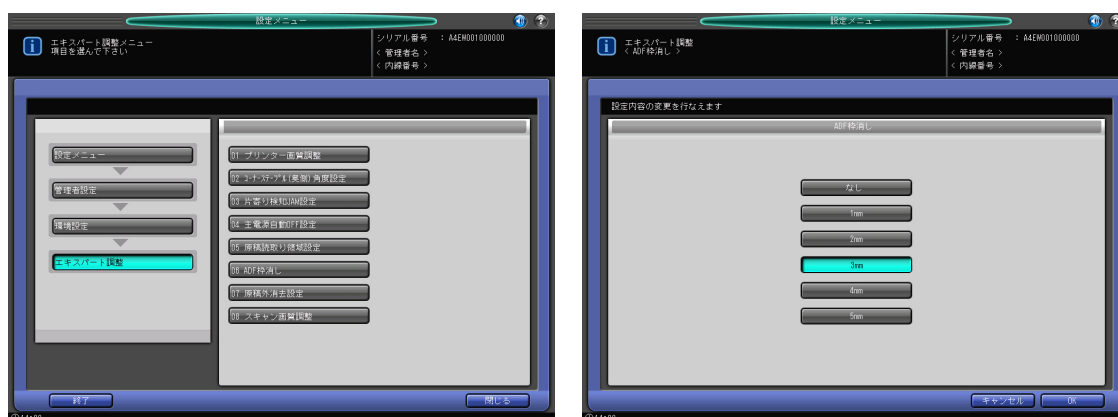 設定メニュー
エキスパート調整メニュー
項目を選んで下さい
シリアル番号 : A4EW001000000
< 管理者名 >
< 内線番号 >
設定メニュー
管理者設定
環境設定
エキスパート調整
01 プリンター画質調整
02 コーナーステープル(奥側)角度設定
03 片寄り検知JAM設定
04 主電源自動OFF設定
05 原稿読取り領域設定
06 ADF枠消し
07 原稿外消去設定
08 スキャン画質調整
終了
閉じる
設定メニュー
エキスパート調整
< ADF枠消し >
シリアル番号 : A4EW001000000
< 管理者名 >
< 内線番号 >
設定内容の変更を行なえます
ADF枠消し
なし
1mm
2mm
3mm
4mm
5mm
キャンセル
OK